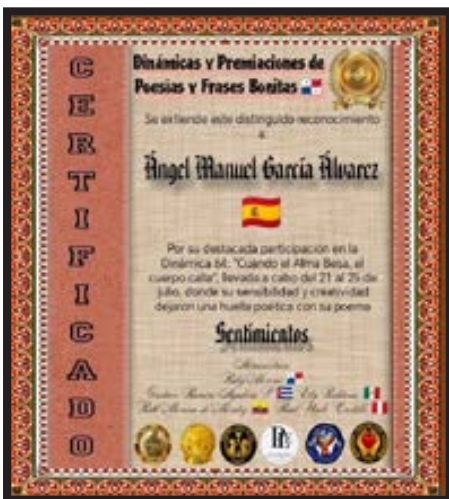 CERTIFICADO
Dinámicas y Premiaciones de
Poesías y Frases Bonitas
Se extiende este distinguido reconocimiento
a
Ángel Manuel García Álvarez
Por su destacada participación en la
Dinámica 61: "Cuando el Alma Besa, el
cuerpo calla", llevada a cabo del 21 al 25 de
julio, donde su sensibilidad y creatividad
dejaron una huella poética con su poema
Sentimientos